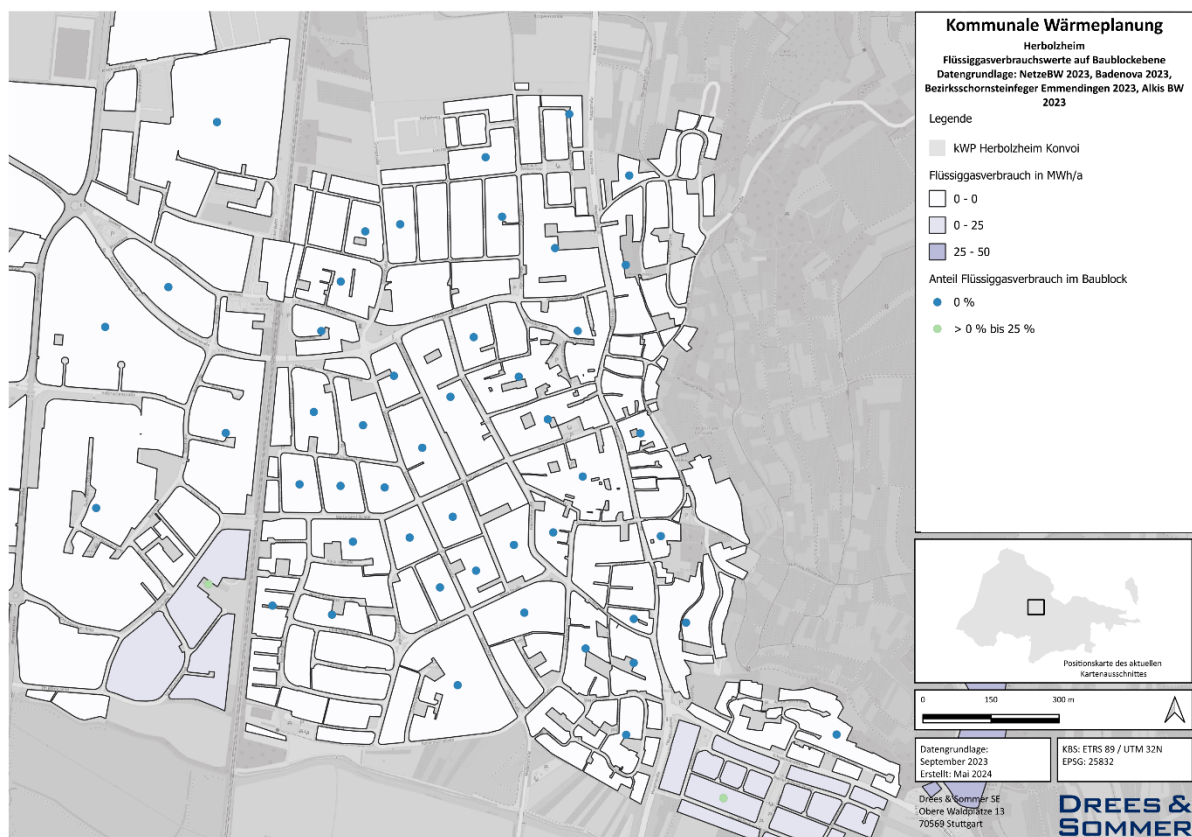 Kommunale Wärmeplanung
Herbolzheim
Flüssiggasverbrauchswerte auf Baublockebene
Datengrundlage: NetzeBW 2023, Badenova 2023,
Bezirksschornsteinfeger Emmendingen 2023, Alkis BW
2023
Legende
kWP Herbolzheim Konvoi
Flüssiggasverbrauch in MWh/a
0 - 0
0 - 25
25 - 50
Anteil Flüssiggasverbrauch im Baublock
0 %
> 0 % bis 25 %
Positionskarte des aktuellen
Kartenausschnittes
0 150 300 m
Datengrundlage:
September 2023
Erstellt: Mai 2024
KBS: ETRS 89 / UTM 32N
EPSG: 25832
Drees & Sommer SE
Obere Waldplätze 13
70569 Stuttgart
DREES &
SOMMER